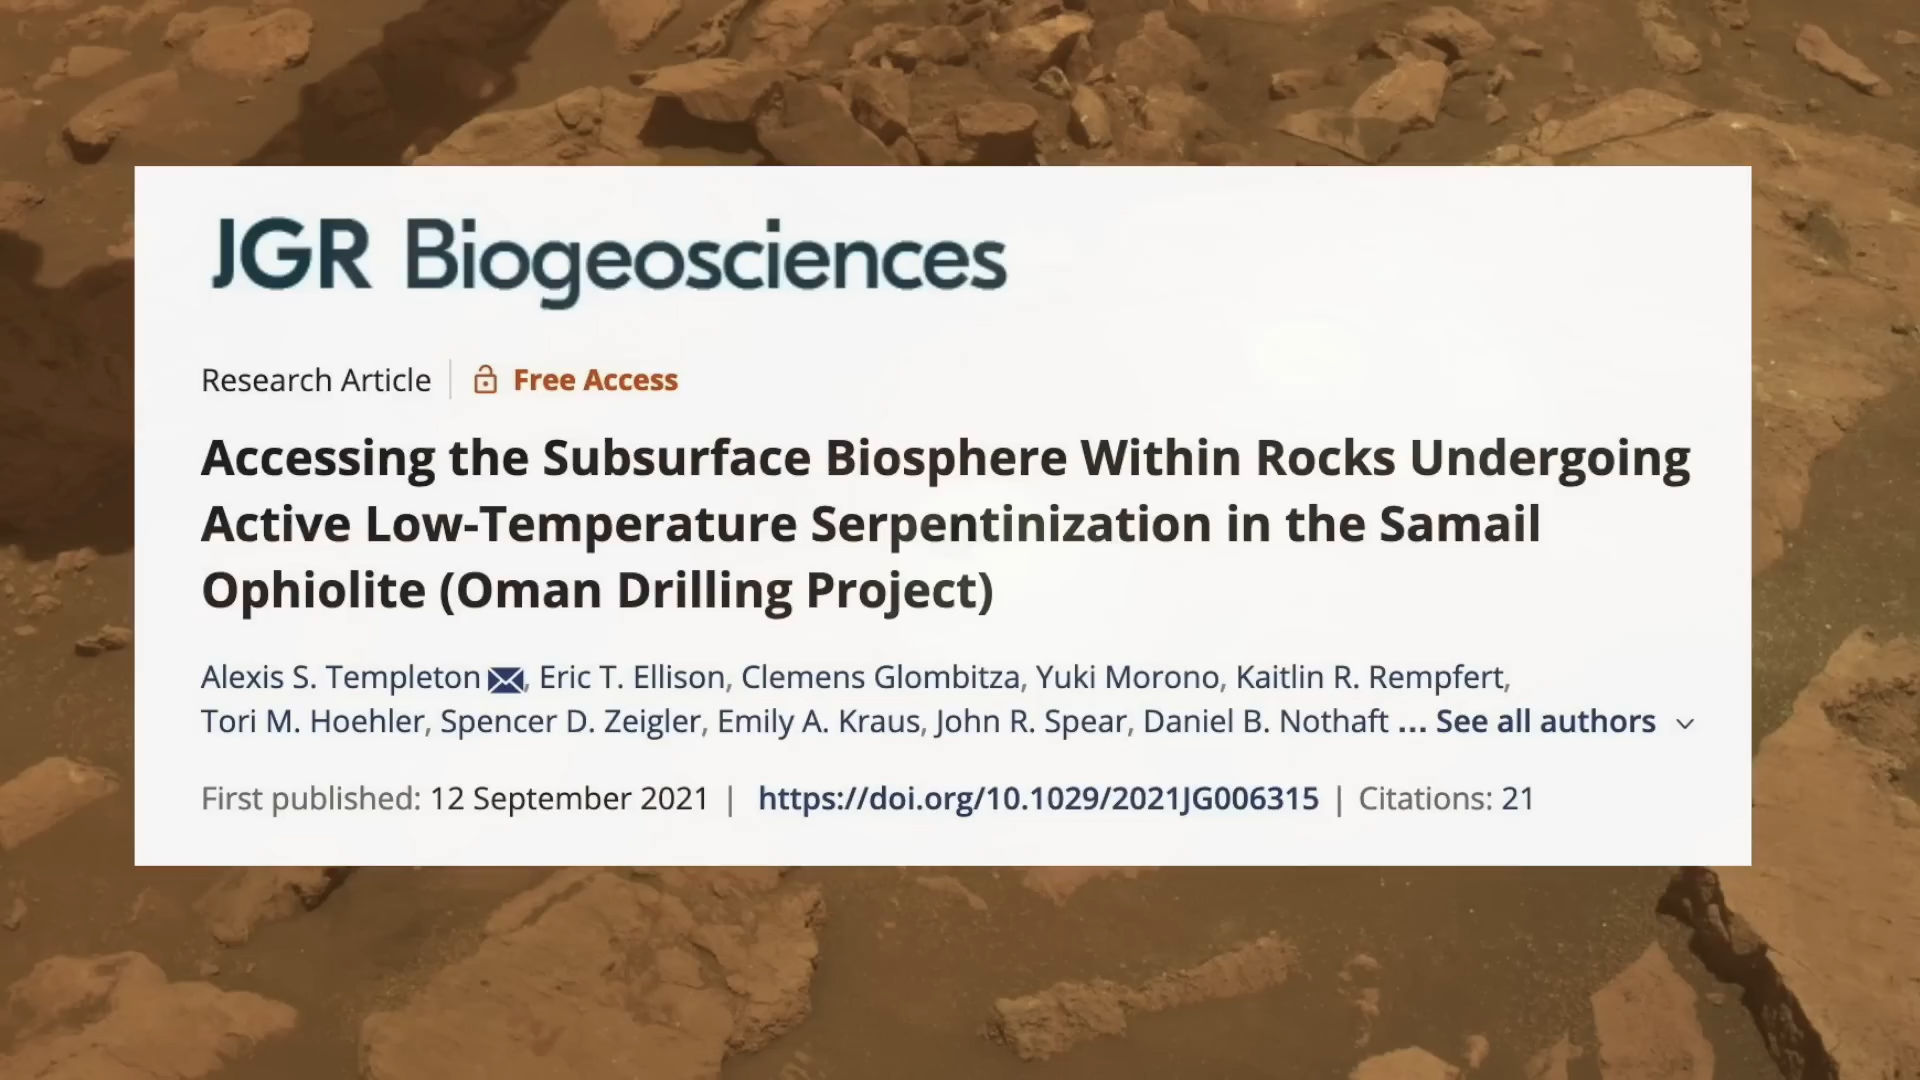 JGR Biogeosciences
Research Article | Free Access
Accessing the Subsurface Biosphere Within Rocks Undergoing
Active Low-Temperature Serpentinization in the Samail
Ophiolite (Oman Drilling Project)
Alexis S. Templeton, Eric T. Ellison, Clemens Glombitza, Yuki Morono, Kaitlin R. Rempfert,
Tori M. Hoehler, Spencer D. Zeigler, Emily A. Kraus, John R. Spear, Daniel B. Nothaft ... See all authors
First published: 12 September 2021 | https://doi.org/10.1029/2021JG006315 | Citations: 21